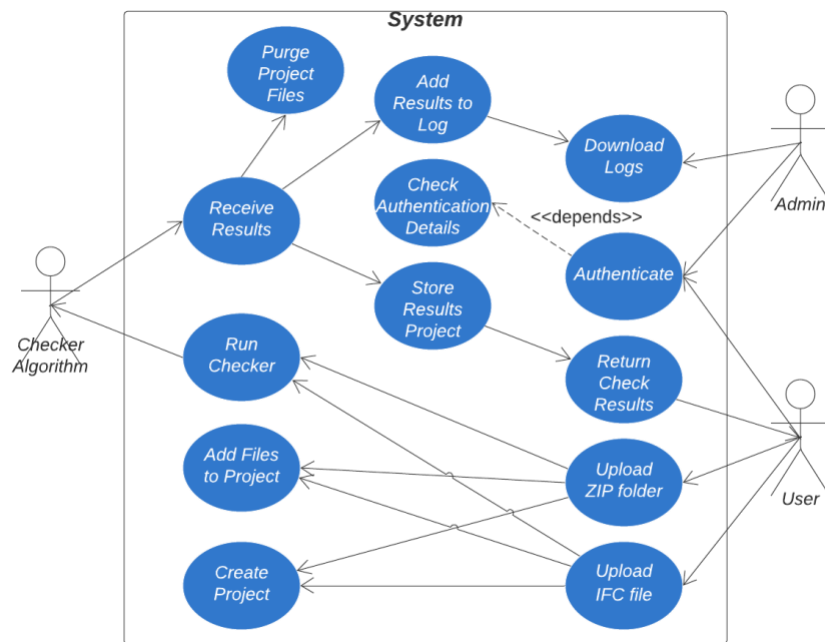 System
Purge
Project
Files
Add
Results to
Log
Download
Logs
Admin
Check
Authentication
Details
<<depends>>
Receive
Results
Authenticate
Store
Results
Project
Checker
Algorithm
Run
Checker
Return
Check
Results
Add Files
to Project
Upload
ZIP folder
User
Create
Project
Upload
IFC file